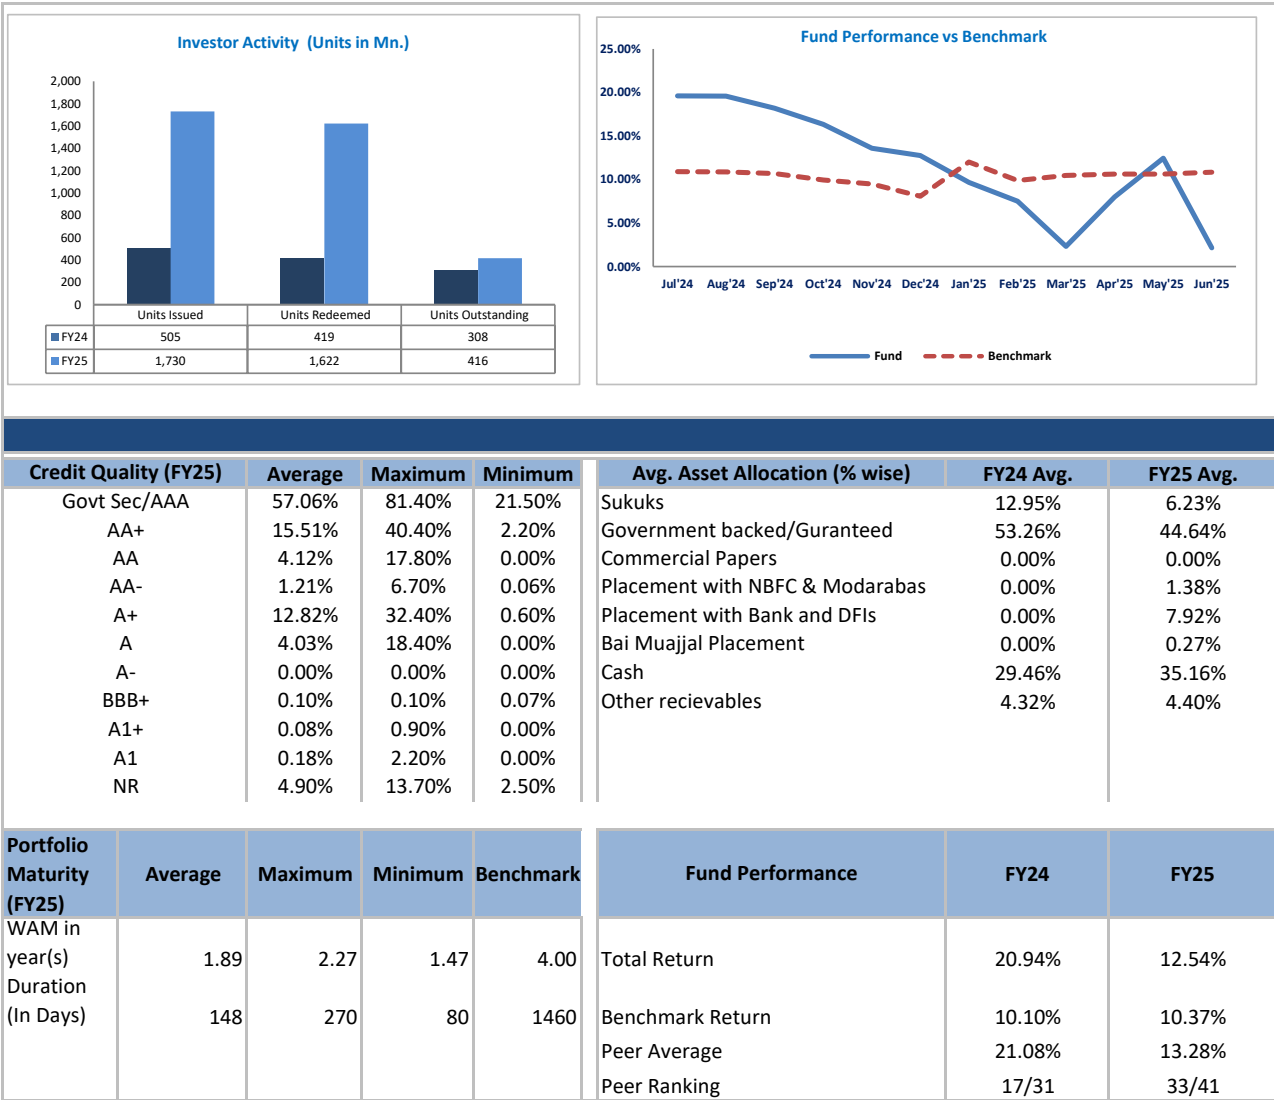 Investor Activity (Units in Mn.)
2,000
1,800
1,600
1,400
1,200
1,000
800
600
400
200
0
Units Issued Units Redeemed Units Outstanding
FY24 505 419 308
FY25 1,730 1,622 416
Fund Performance vs Benchmark
25.00%
20.00%
15.00%
10.00%
5.00%
0.00%
Jul'24 Aug'24 Sep'24 Oct'24 Nov'24 Dec'24 Jan'25 Feb'25 Mar'25 Apr'25 May'25 Jun'25
Fund Benchmark
Credit Quality (FY25) Average Maximum Minimum
Govt Sec/AAA 57.06% 81.40% 21.50%
AA+ 15.51% 40.40% 2.20%
AA 4.12% 17.80% 0.00%
AA- 1.21% 6.70% 0.06%
A+ 12.82% 32.40% 0.60%
A 4.03% 18.40% 0.00%
A- 0.00% 0.00% 0.00%
BBB+ 0.10% 0.10% 0.07%
A1+ 0.08% 0.90% 0.00%
A1 0.18% 2.20% 0.00%
NR 4.90% 13.70% 2.50%
Avg. Asset Allocation (% wise) FY24 Avg. FY25 Avg.
Sukuks 12.95% 6.23%
Government backed/Guranteed 53.26% 44.64%
Commercial Papers 0.00% 0.00%
Placement with NBFC & Modarabas 0.00% 1.38%
Placement with Bank and DFIs 0.00% 7.92%
Bai Muajjal Placement 0.00% 0.27%
Cash 29.46% 35.16%
Other recievables 4.32% 4.40%
Portfolio
Maturity
(FY25)
Average Maximum Minimum Benchmark
WAM in
year(s) 1.89 2.27 1.47 4.00
Duration
(In Days) 148 270 80 1460
Fund Performance FY24 FY25
Total Return 20.94% 12.54%
Benchmark Return 10.10% 10.37%
Peer Average 21.08% 13.28%
Peer Ranking 17/31 33/41